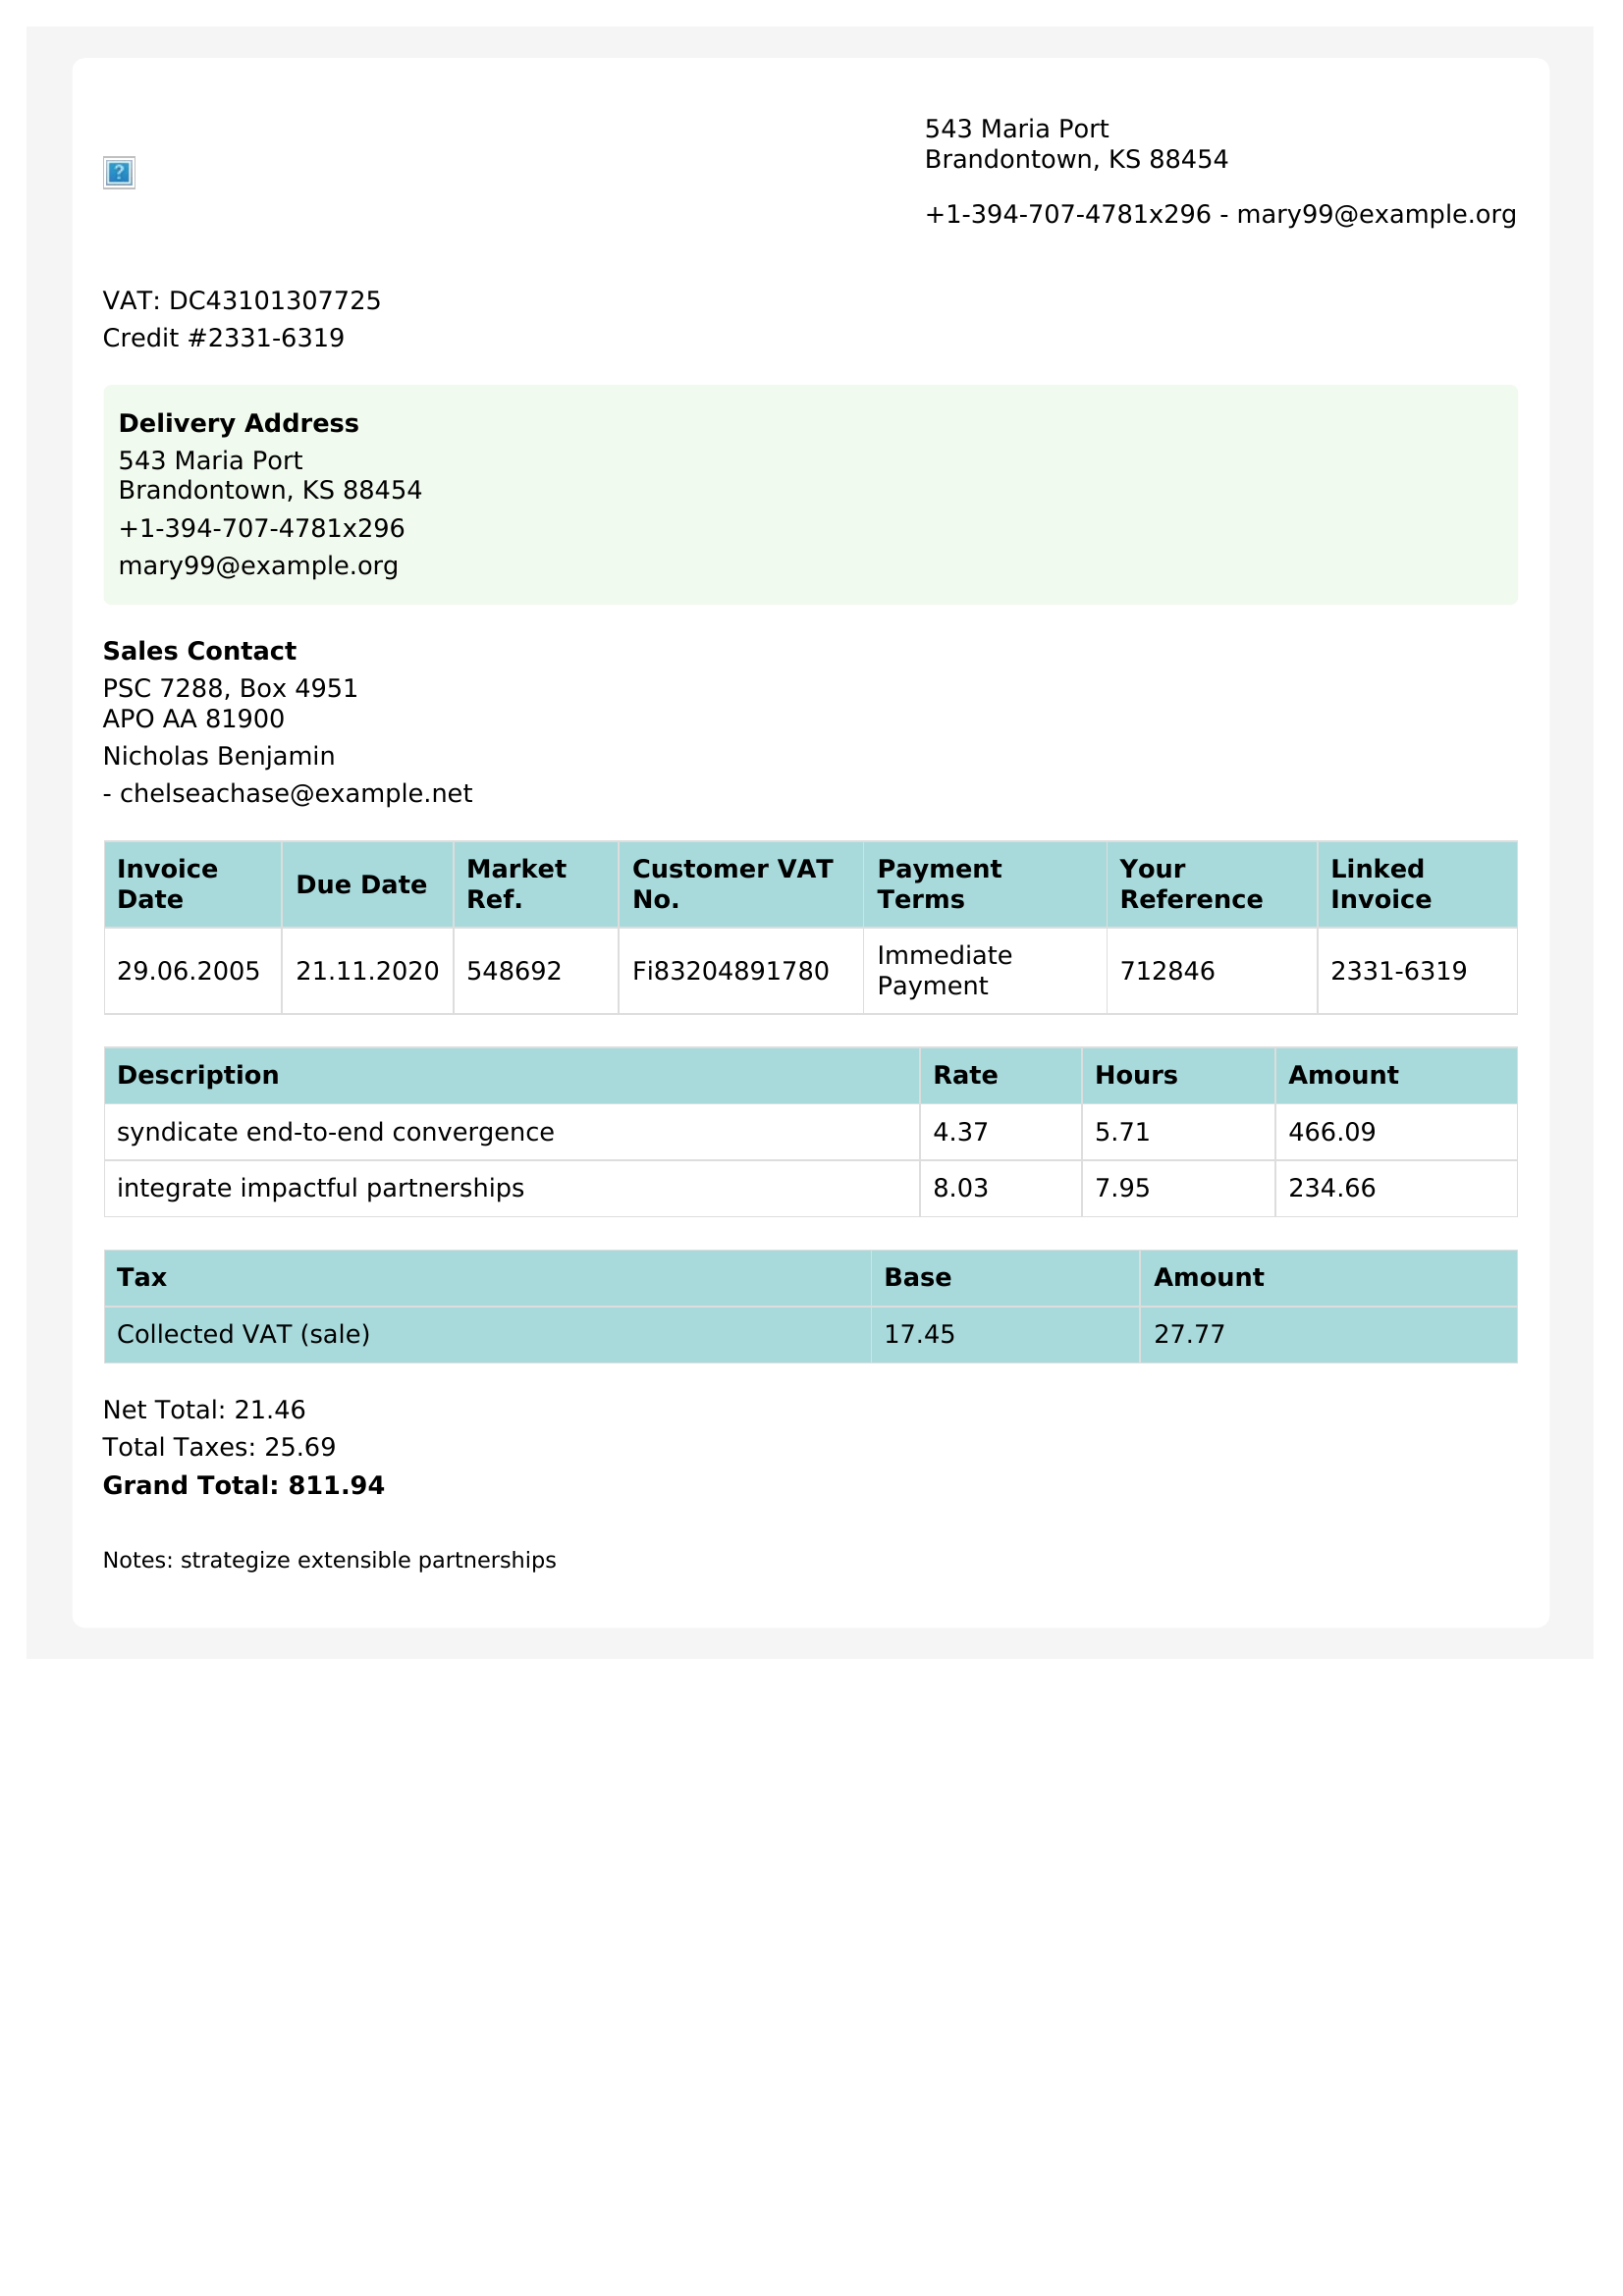 543 Maria Port
Brandontown, KS 88454
+1-394-707-4781x296 - mary99@example.org
VAT: DC43101307725
Credit #2331-6319
Delivery Address
543 Maria Port
Brandontown, KS 88454
+1-394-707-4781x296
mary99@example.org
Sales Contact
PSC 7288, Box 4951
APO AA 81900
Nicholas Benjamin
- chelseachase@example.net
Invoice Date Due Date Market Ref. Customer VAT No. Payment Terms Your Reference Linked Invoice
29.06.2005 21.11.2020 548692 Fi83204891780 Immediate Payment 712846 2331-6319
Description Rate Hours Amount
syndicate end-to-end convergence 4.37 5.71 466.09
integrate impactful partnerships 8.03 7.95 234.66
Tax Base Amount
Collected VAT (sale) 17.45 27.77
Net Total: 21.46
Total Taxes: 25.69
Grand Total: 811.94
Notes: strategize extensible partnerships